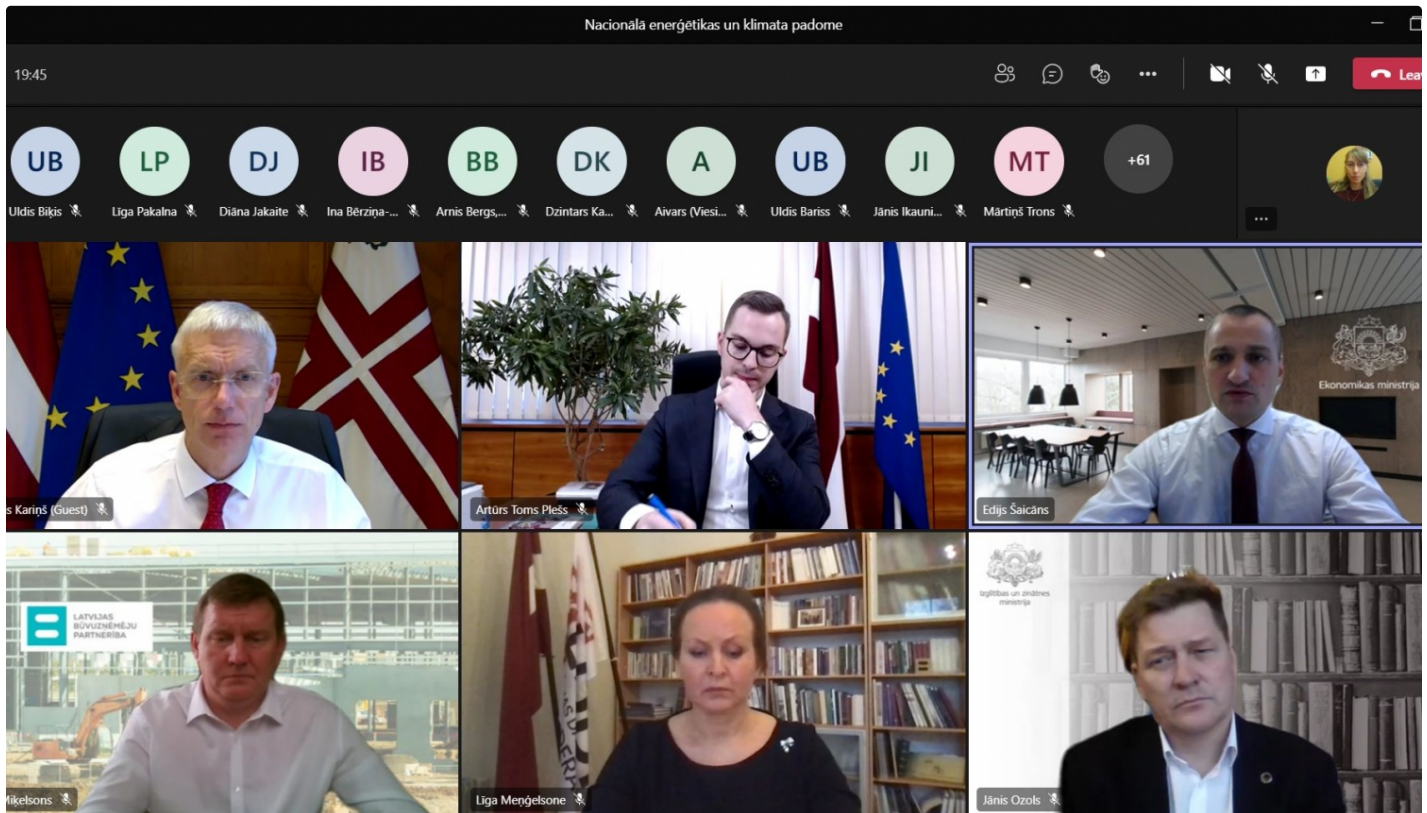 Nacionālā enerģētikas un klimata padome
19:45
Leav
UB
LP
DJ
IB
BB
DK
A
UB
JI
MT
+61
Uldis Biķis
Līga Pakalna
Diāna Jakaite
Ina Bērziņa-...
Arnis Bergs,...
Dzintars Ka...
Aivars (Viesi...
Uldis Bariss
Jānis Ikauni...
Mārtiņš Trons
Ekonomikas ministrija
s Kariņš (Guest)
Artūrs Toms Plešs
Edijs Šaicāns
LATVIJAS
BŪVUZŅĒMĒJU
PARTNERĪBA
Izglītības un zinātnes
ministrija
Miķelsons
Līga Meņģelsone
Jānis Ozols